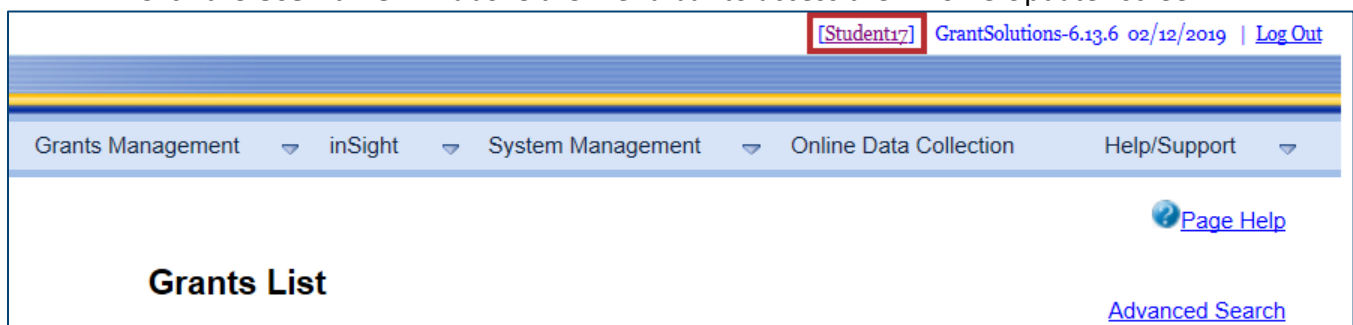 [Student17] GrantSolutions-6.13.6 02/12/2019 | Log Out
Grants Management inSight System Management Online Data Collection Help/Support
Page Help
Grants List
Advanced Search